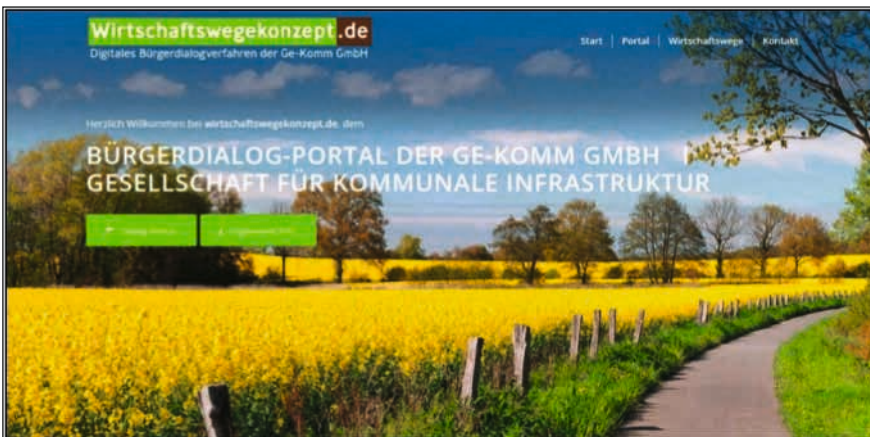 Wirtschaftswegekonzept.de
Digitales Bürgerdialogverfahren der Ge-Komm GmbH
Start | Portal | Wirtschaftswege | Kontakt
Herzlich Willkommen bei wirtschaftswegekonzept.de, dem
BÜRGERDIALOG-PORTAL DER GE-KOMM GMBH |
GESELLSCHAFT FÜR KOMMUNALE INFRASTRUKTUR